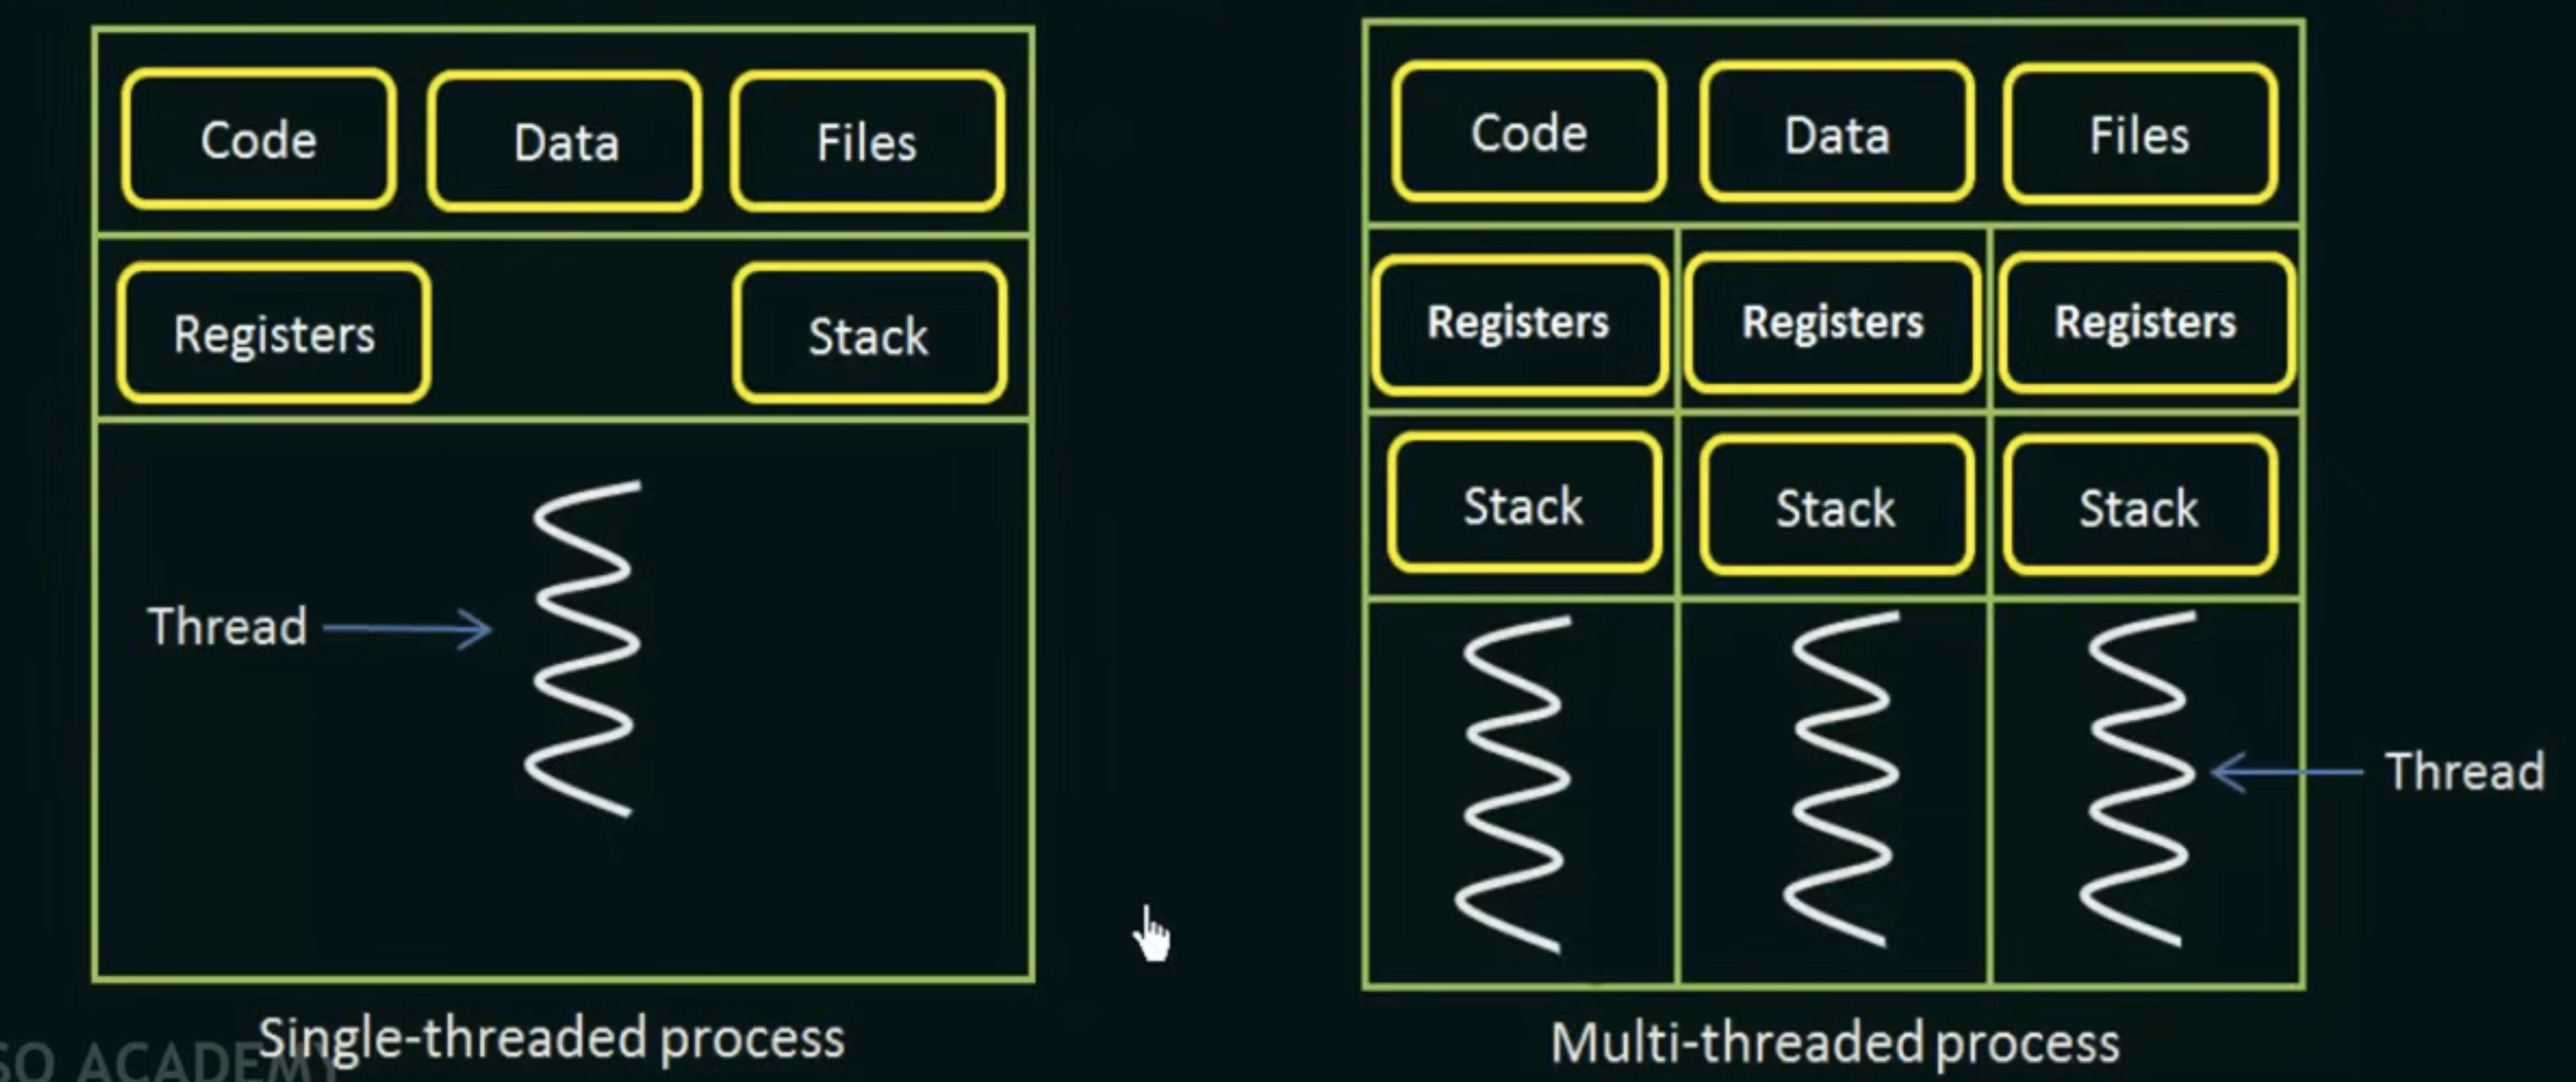 Code Data Files
Registers Stack
Thread
Single-threaded process
Code Data Files
Registers Registers Registers
Stack Stack Stack
Thread
Multi-threaded process
SO ACADEMY